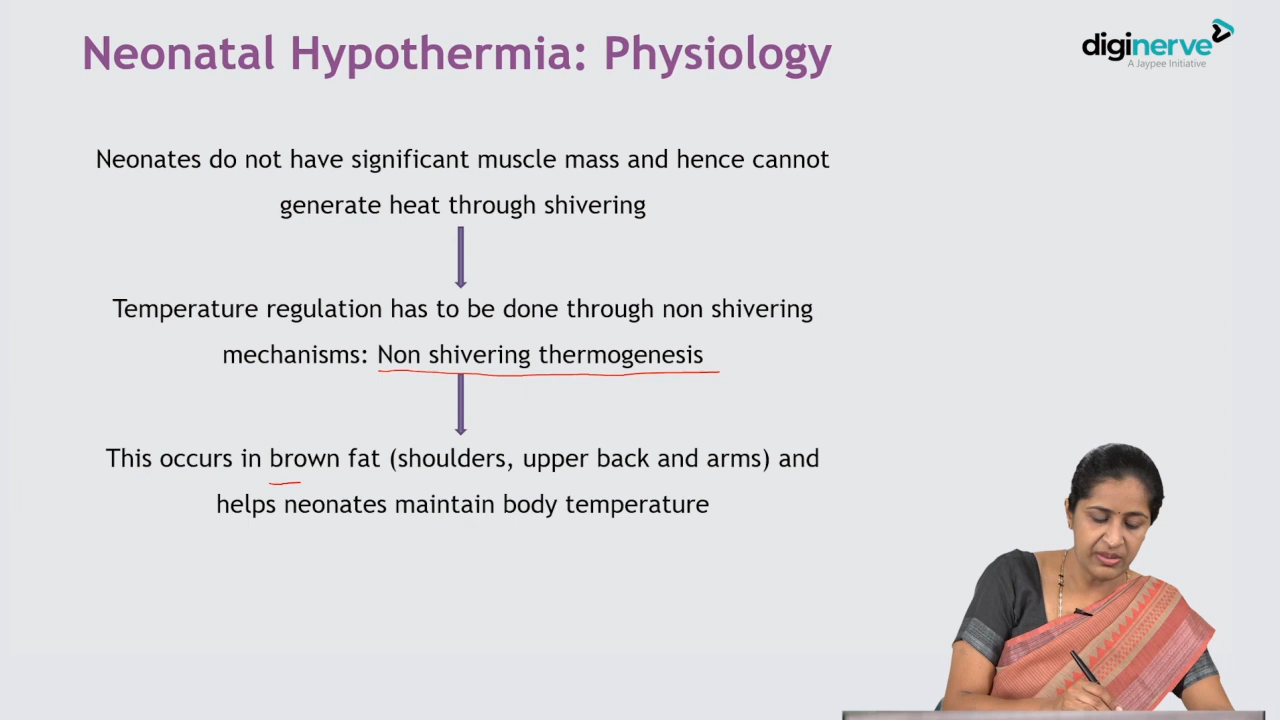 Neonatal Hypothermia: Physiology
diginerve
A Jaypee Initiative
Neonates do not have significant muscle mass and hence cannot
generate heat through shivering
Temperature regulation has to be done through non shivering
mechanisms: Non shivering thermogenesis
This occurs in brown fat (shoulders, upper back and arms) and
helps neonates maintain body temperature